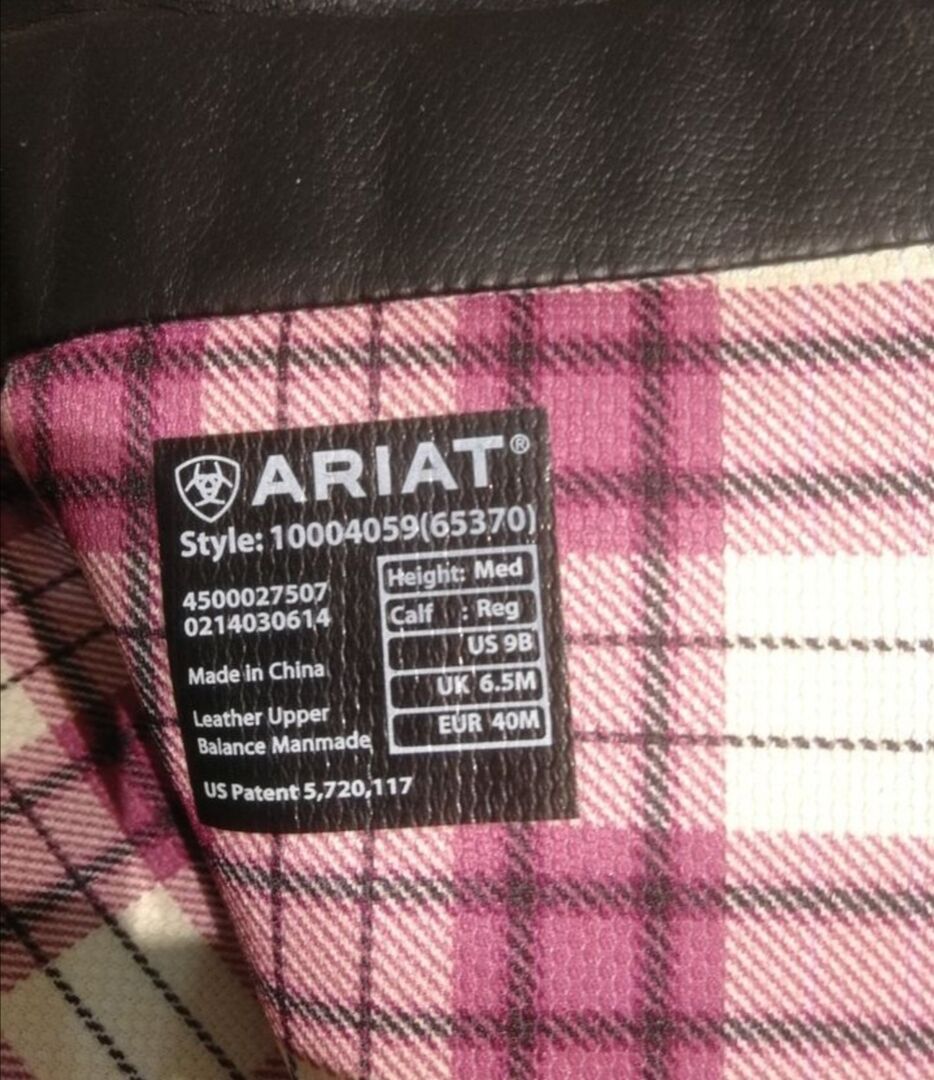 ARIAT®
Style: 10004059(65370)
4500027507
0214030614
Made in China
Leather Upper
Balance Manmade
US Patent 5,720,117
Height: Med
Calf : Reg
US 9B
UK 6.5M
EUR 40M